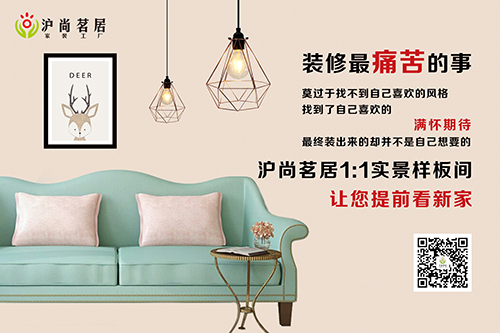 沪尚茗居
家装工厂
DEER
装修最痛苦的事
莫过于找不到自己喜欢的风格
找到了自己喜欢的
满怀期待
最终装出来的却并不是自己想要的
沪尚茗居1:1实景样板间
让您提前看新家